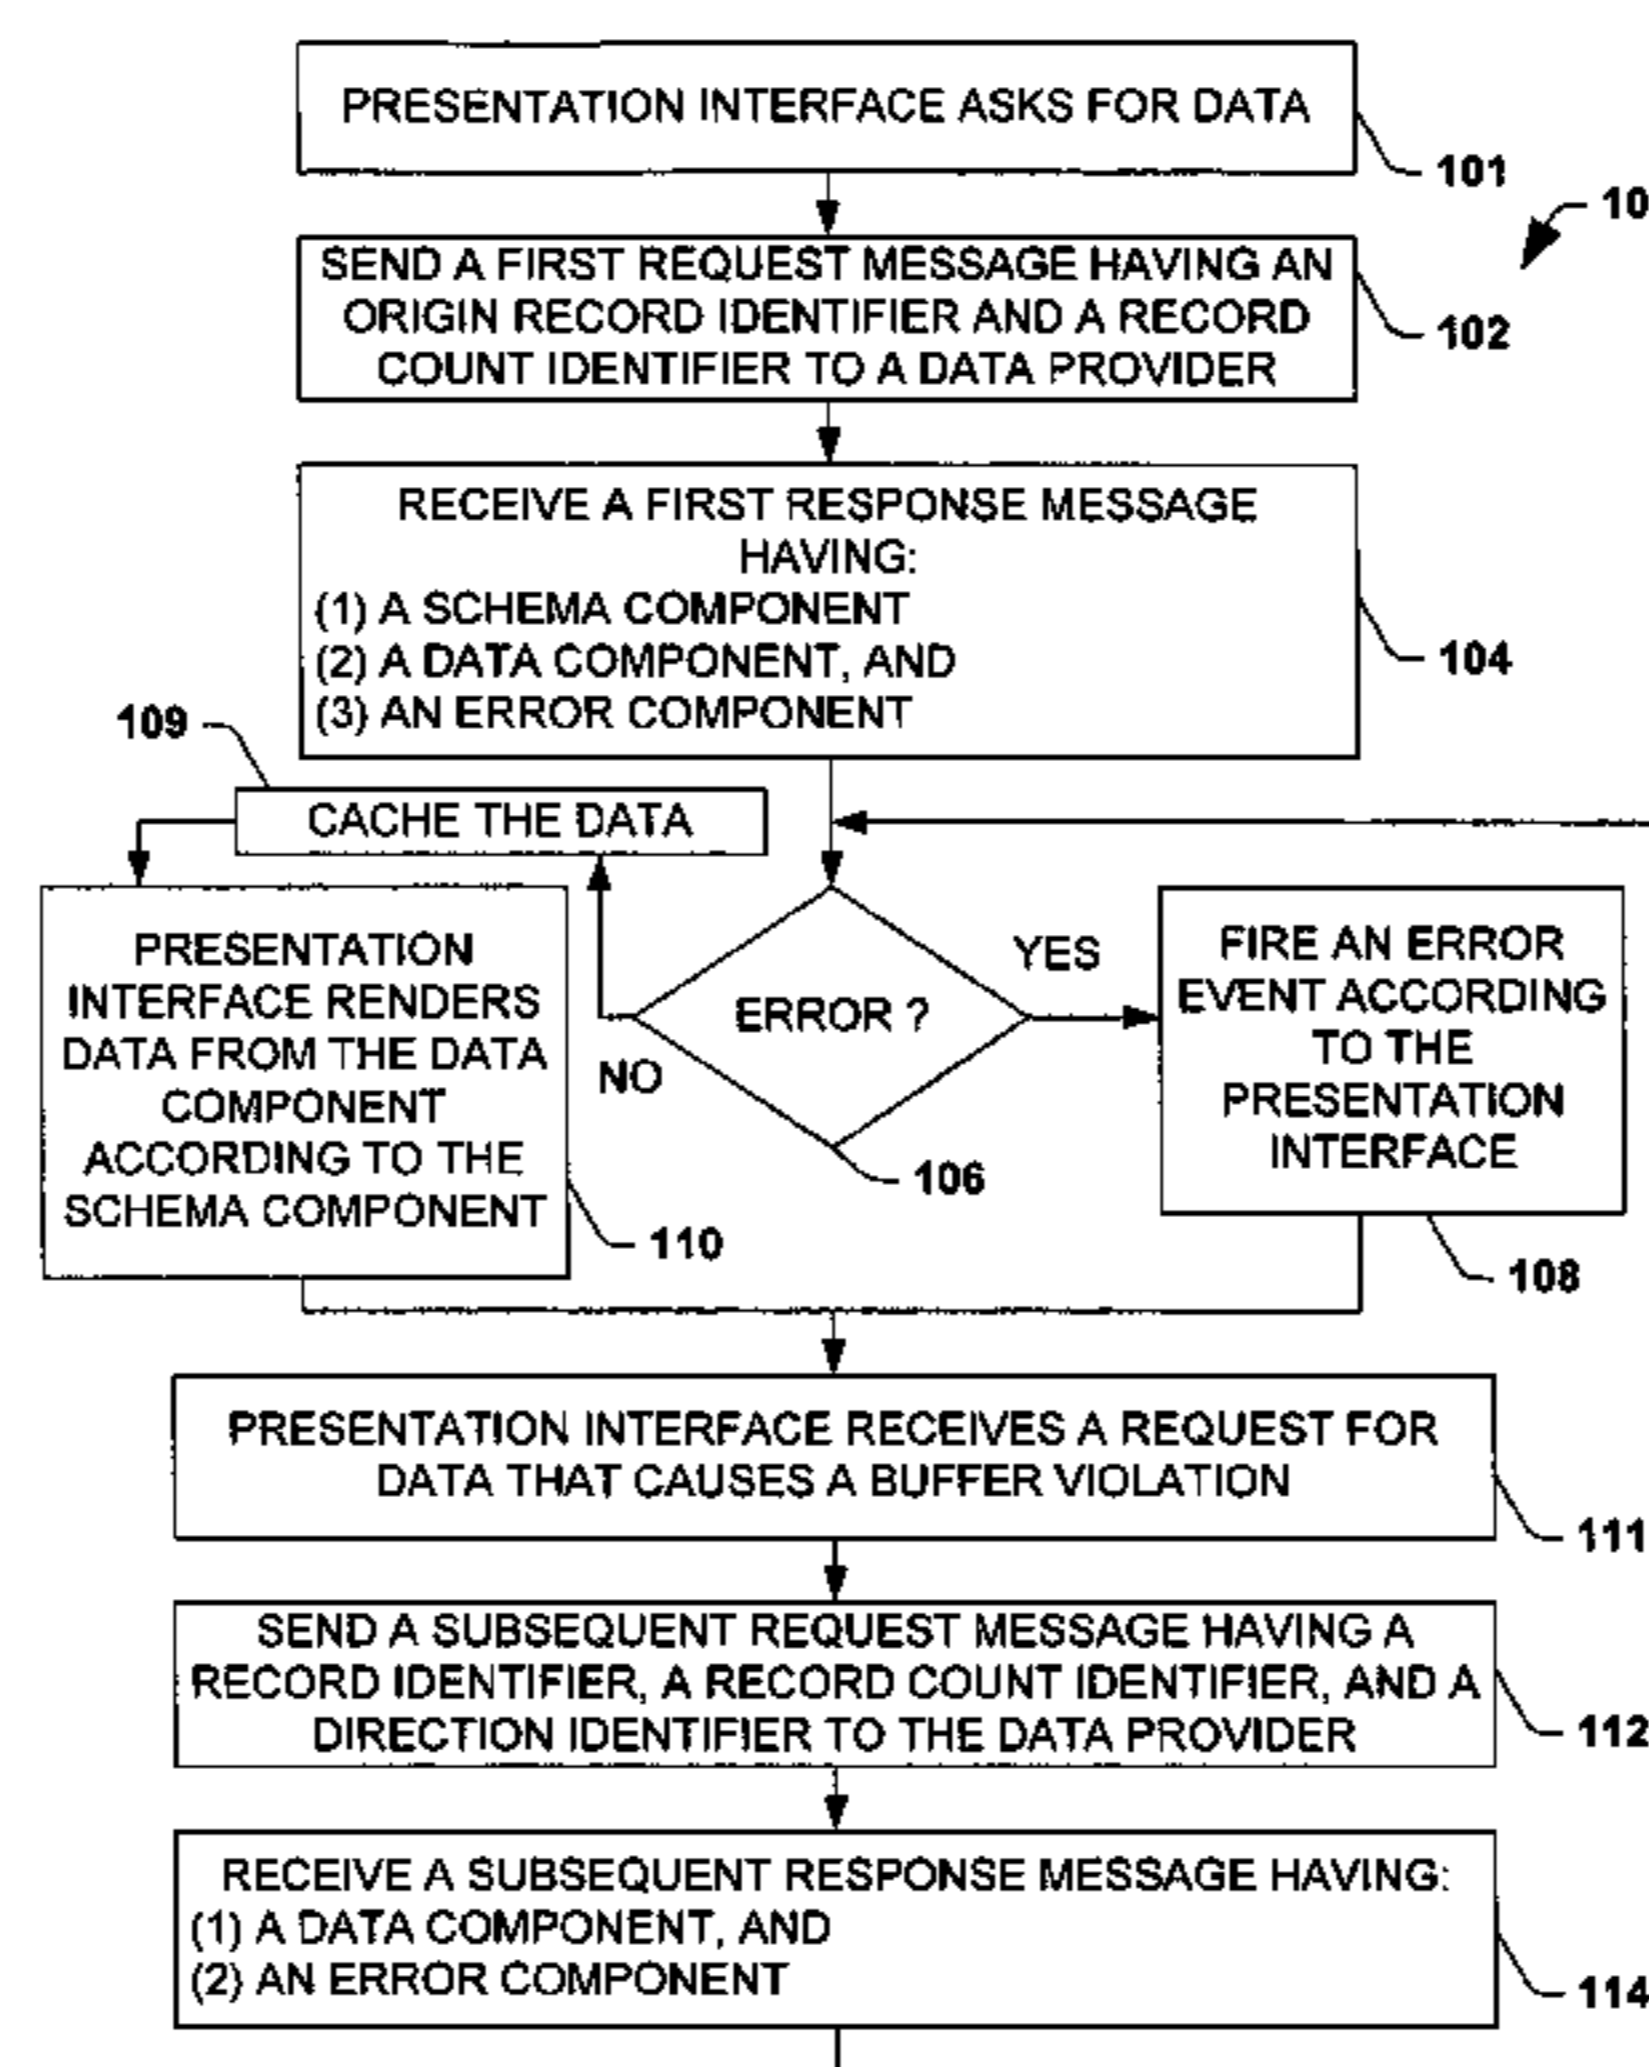 PRESENTATION INTERFACE ASKS FOR DATA
101
10
SEND A FIRST REQUEST MESSAGE HAVING AN
ORIGIN RECORD IDENTIFIER AND A RECORD
COUNT IDENTIFIER TO A DATA PROVIDER
102
RECEIVE A FIRST RESPONSE MESSAGE
HAVING:
(1) A SCHEMA COMPONENT
(2) A DATA COMPONENT, AND
(3) AN ERROR COMPONENT
104
109
CACHE THE DATA
PRESENTATION
INTERFACE RENDERS
DATA FROM THE DATA
COMPONENT
ACCORDING TO THE
SCHEMA COMPONENT
110
ERROR ?
YES
NO
106
FIRE AN ERROR
EVENT ACCORDING
TO THE
PRESENTATION
INTERFACE
108
PRESENTATION INTERFACE RECEIVES A REQUEST FOR
DATA THAT CAUSES A BUFFER VIOLATION
111
SEND A SUBSEQUENT REQUEST MESSAGE HAVING A
RECORD IDENTIFIER, A RECORD COUNT IDENTIFIER, AND A
DIRECTION IDENTIFIER TO THE DATA PROVIDER
112
RECEIVE A SUBSEQUENT RESPONSE MESSAGE HAVING:
(1) A DATA COMPONENT, AND
(2) AN ERROR COMPONENT
114